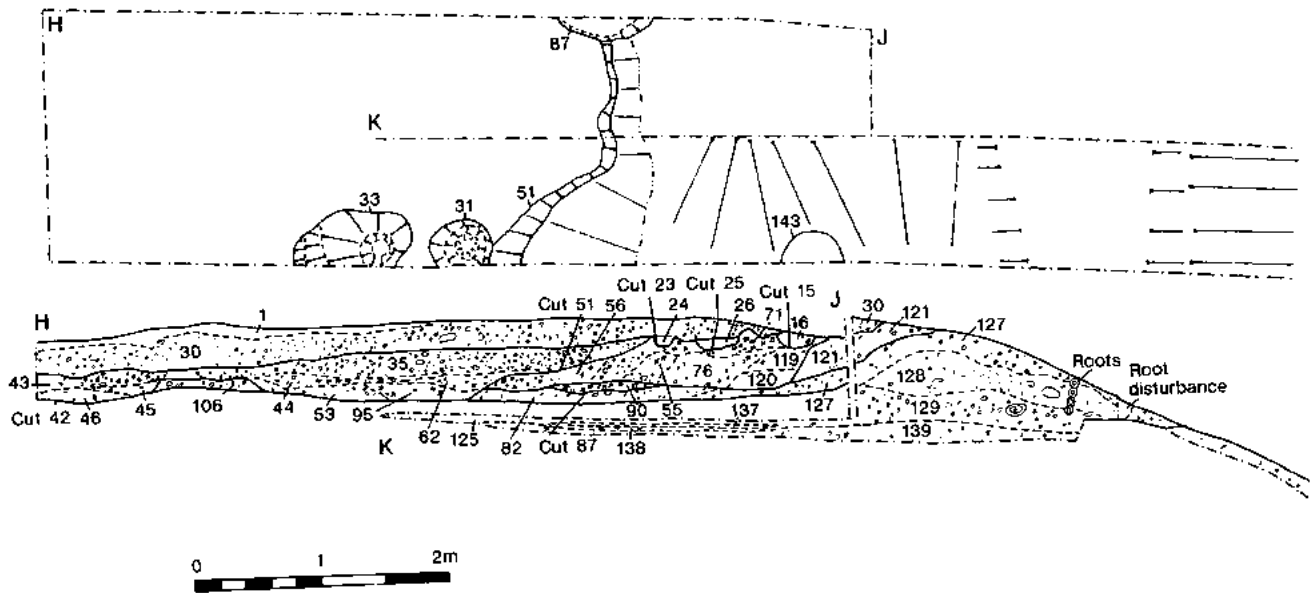 H
87
J
K
33
31
51
143
Cut 23 Cut 25
Cut 51 56 24 26 71 Cut 15 J
H 1 16 30 121 127
30 35 76 119 121 128 Roots
Root
disturbance
43 120 129
Cut 42 46 45 106 44 53 95 62 90 55 137 127 139
K 125 82 Cut 87 138
0 1 2m